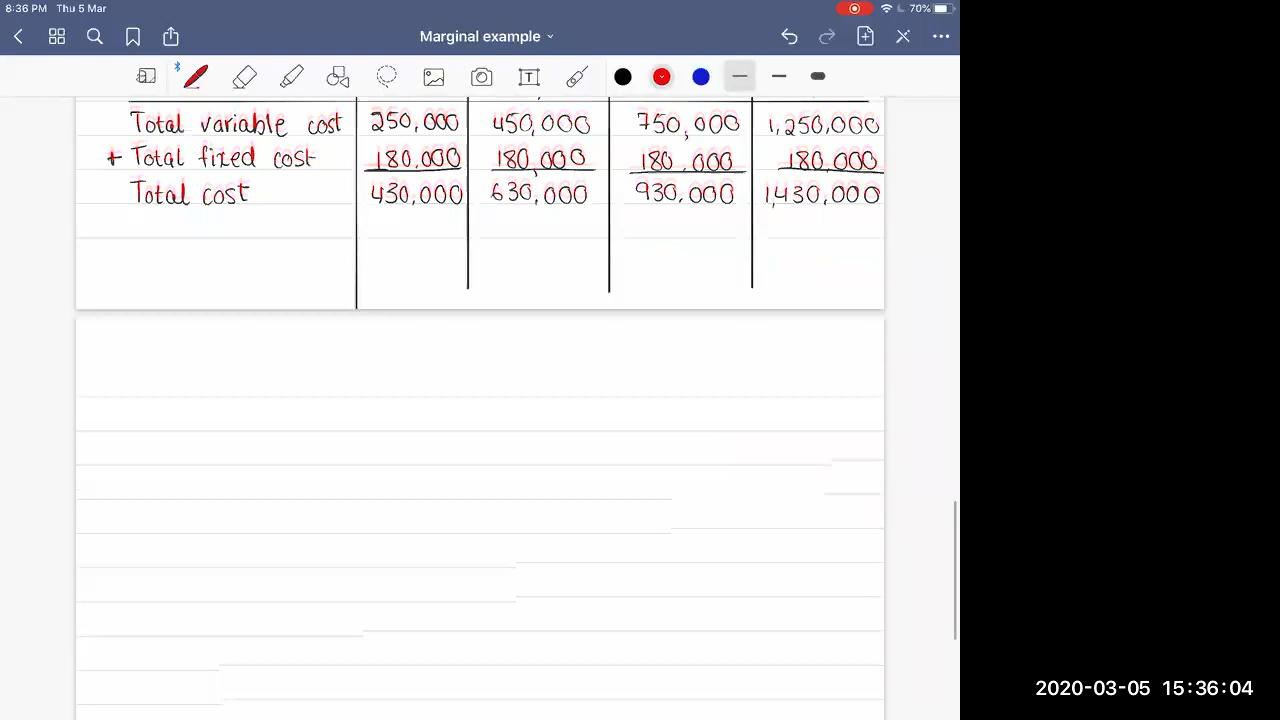 8:36 PM Thu 5 Mar 70%
Marginal example
Total variable cost 250,000 450,000 750,000 1,250,000
+ Total fixed cost 180,000 180,000 180,000 180,000
Total cost 430,000 630,000 930,000 1,430,000
2020-03-05 15:36:04